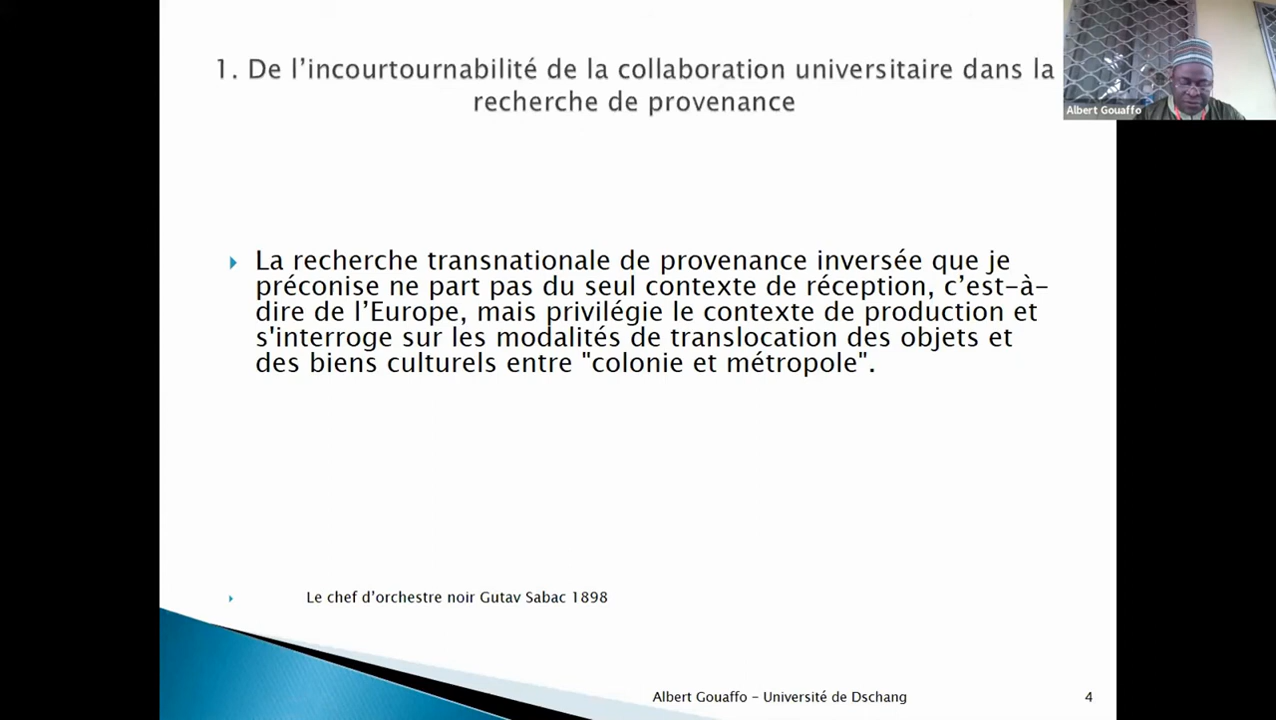 1. De l’incourtournabilité de la collaboration universitaire dans la
recherche de provenance
Albert Gouaffo
La recherche transnationale de provenance inversée que je
préconise ne part pas du seul contexte de réception, c’est-à-
dire de l’Europe, mais privilégie le contexte de production et
s'interroge sur les modalités de translocation des objets et
des biens culturels entre "colonie et métropole".
Le chef d’orchestre noir Gutav Sabac 1898
Albert Gouaffo - Université de Dschang
4